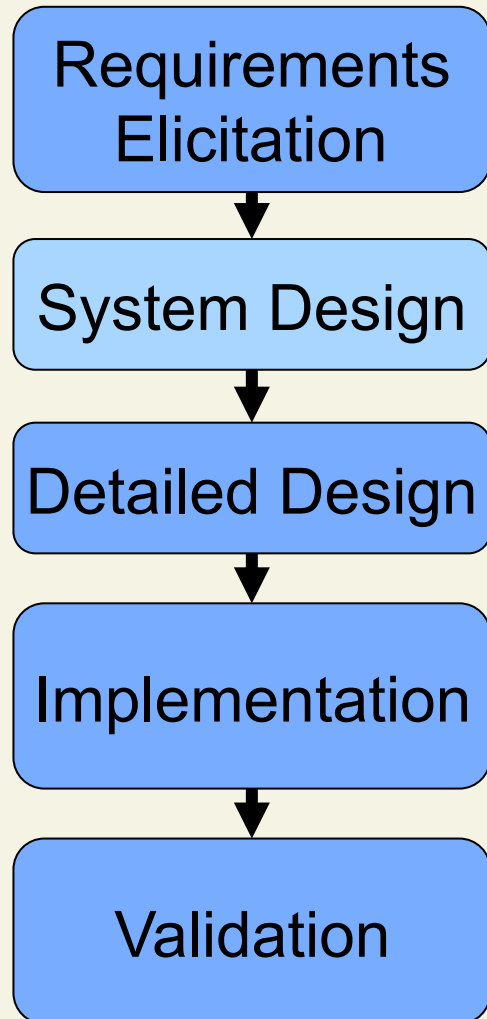 Requirements
Elicitation
System Design
Detailed Design
Implementation
Validation